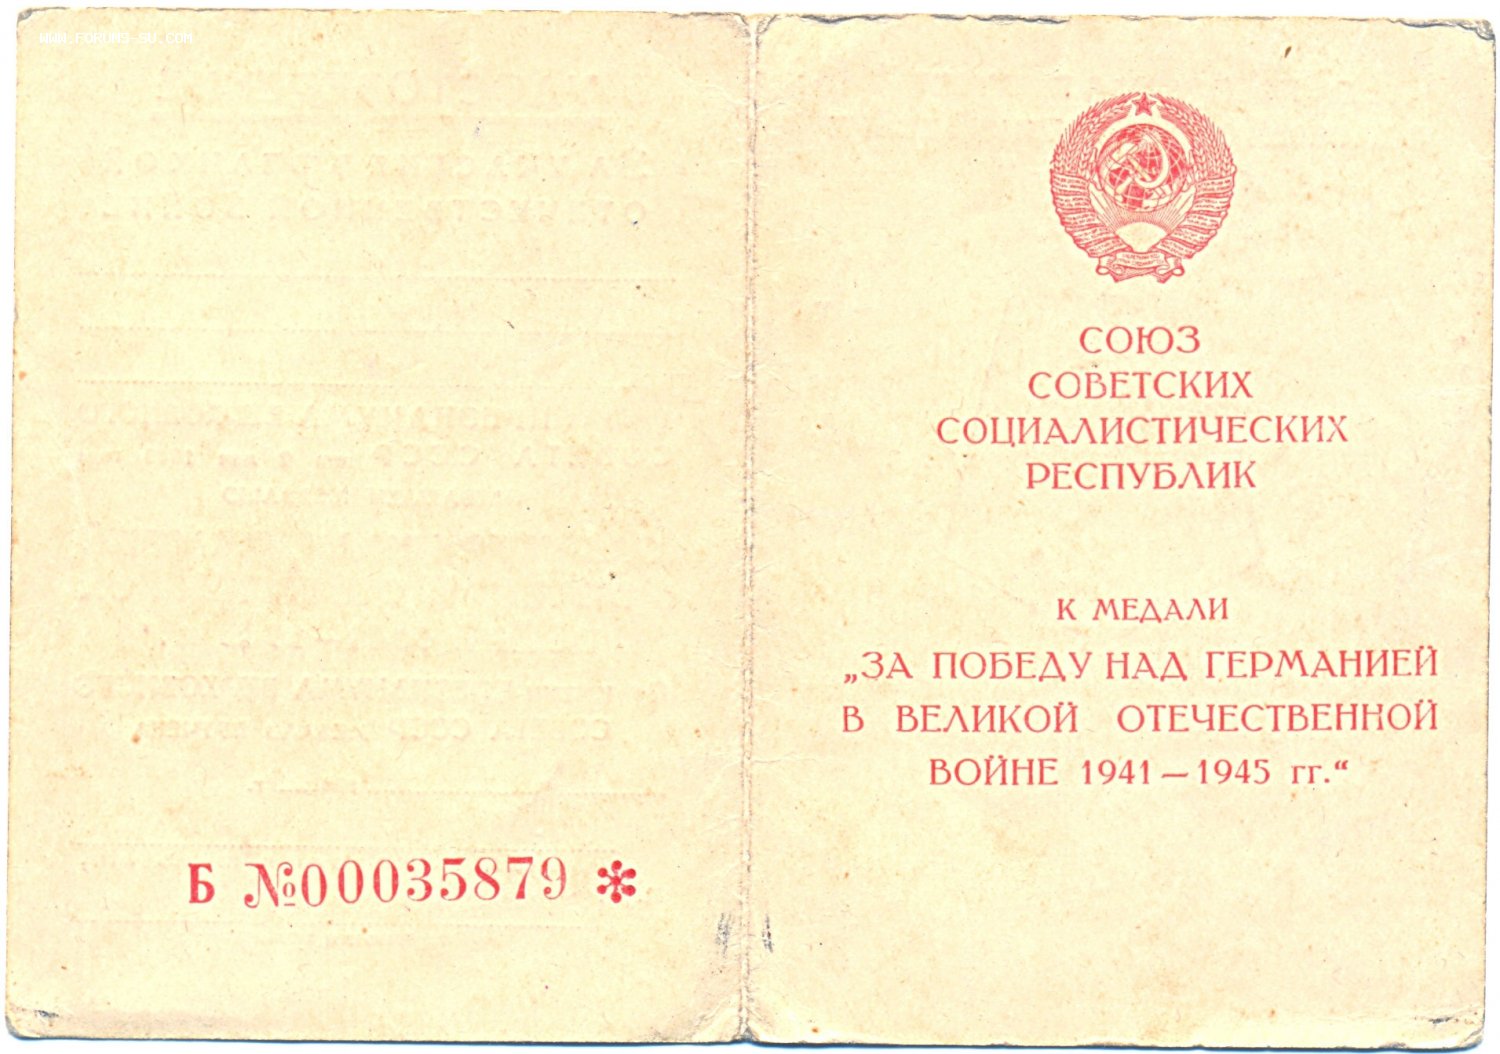 WWW.FORUM9-SU.COM
Б №00035879 *
СОЮЗ
СОВЕТСКИХ
СОЦИАЛИСТИЧЕСКИХ
РЕСПУБЛИК
К МЕДАЛИ
„ЗА ПОБЕДУ НАД ГЕРМАНИЕЙ
В ВЕЛИКОЙ ОТЕЧЕСТВЕННОЙ
ВОЙНЕ 1941 — 1945 гг.“